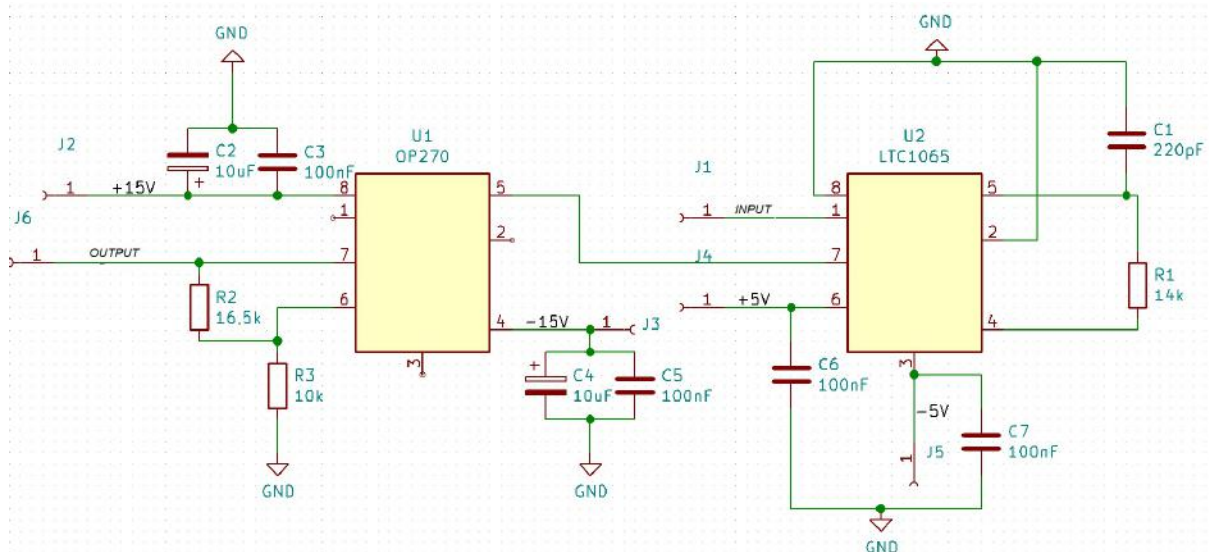 GND
GND
J2
C2
10uF
C3
100nF
U1
OP270
J1
U2
LTC1065
C1
220pF
1
+15V
+
8
5
8
5
J6
1
1
INPUT
1
2
2
1
OUTPUT
7
J4
7
R2
16,5k
6
1
+5V
6
R1
14k
4
-15V
1
J3
4
3
3
R3
10k
+
C4
10uF
C5
100nF
C6
100nF
-5V
C7
100nF
1
J5
GND
GND
GND